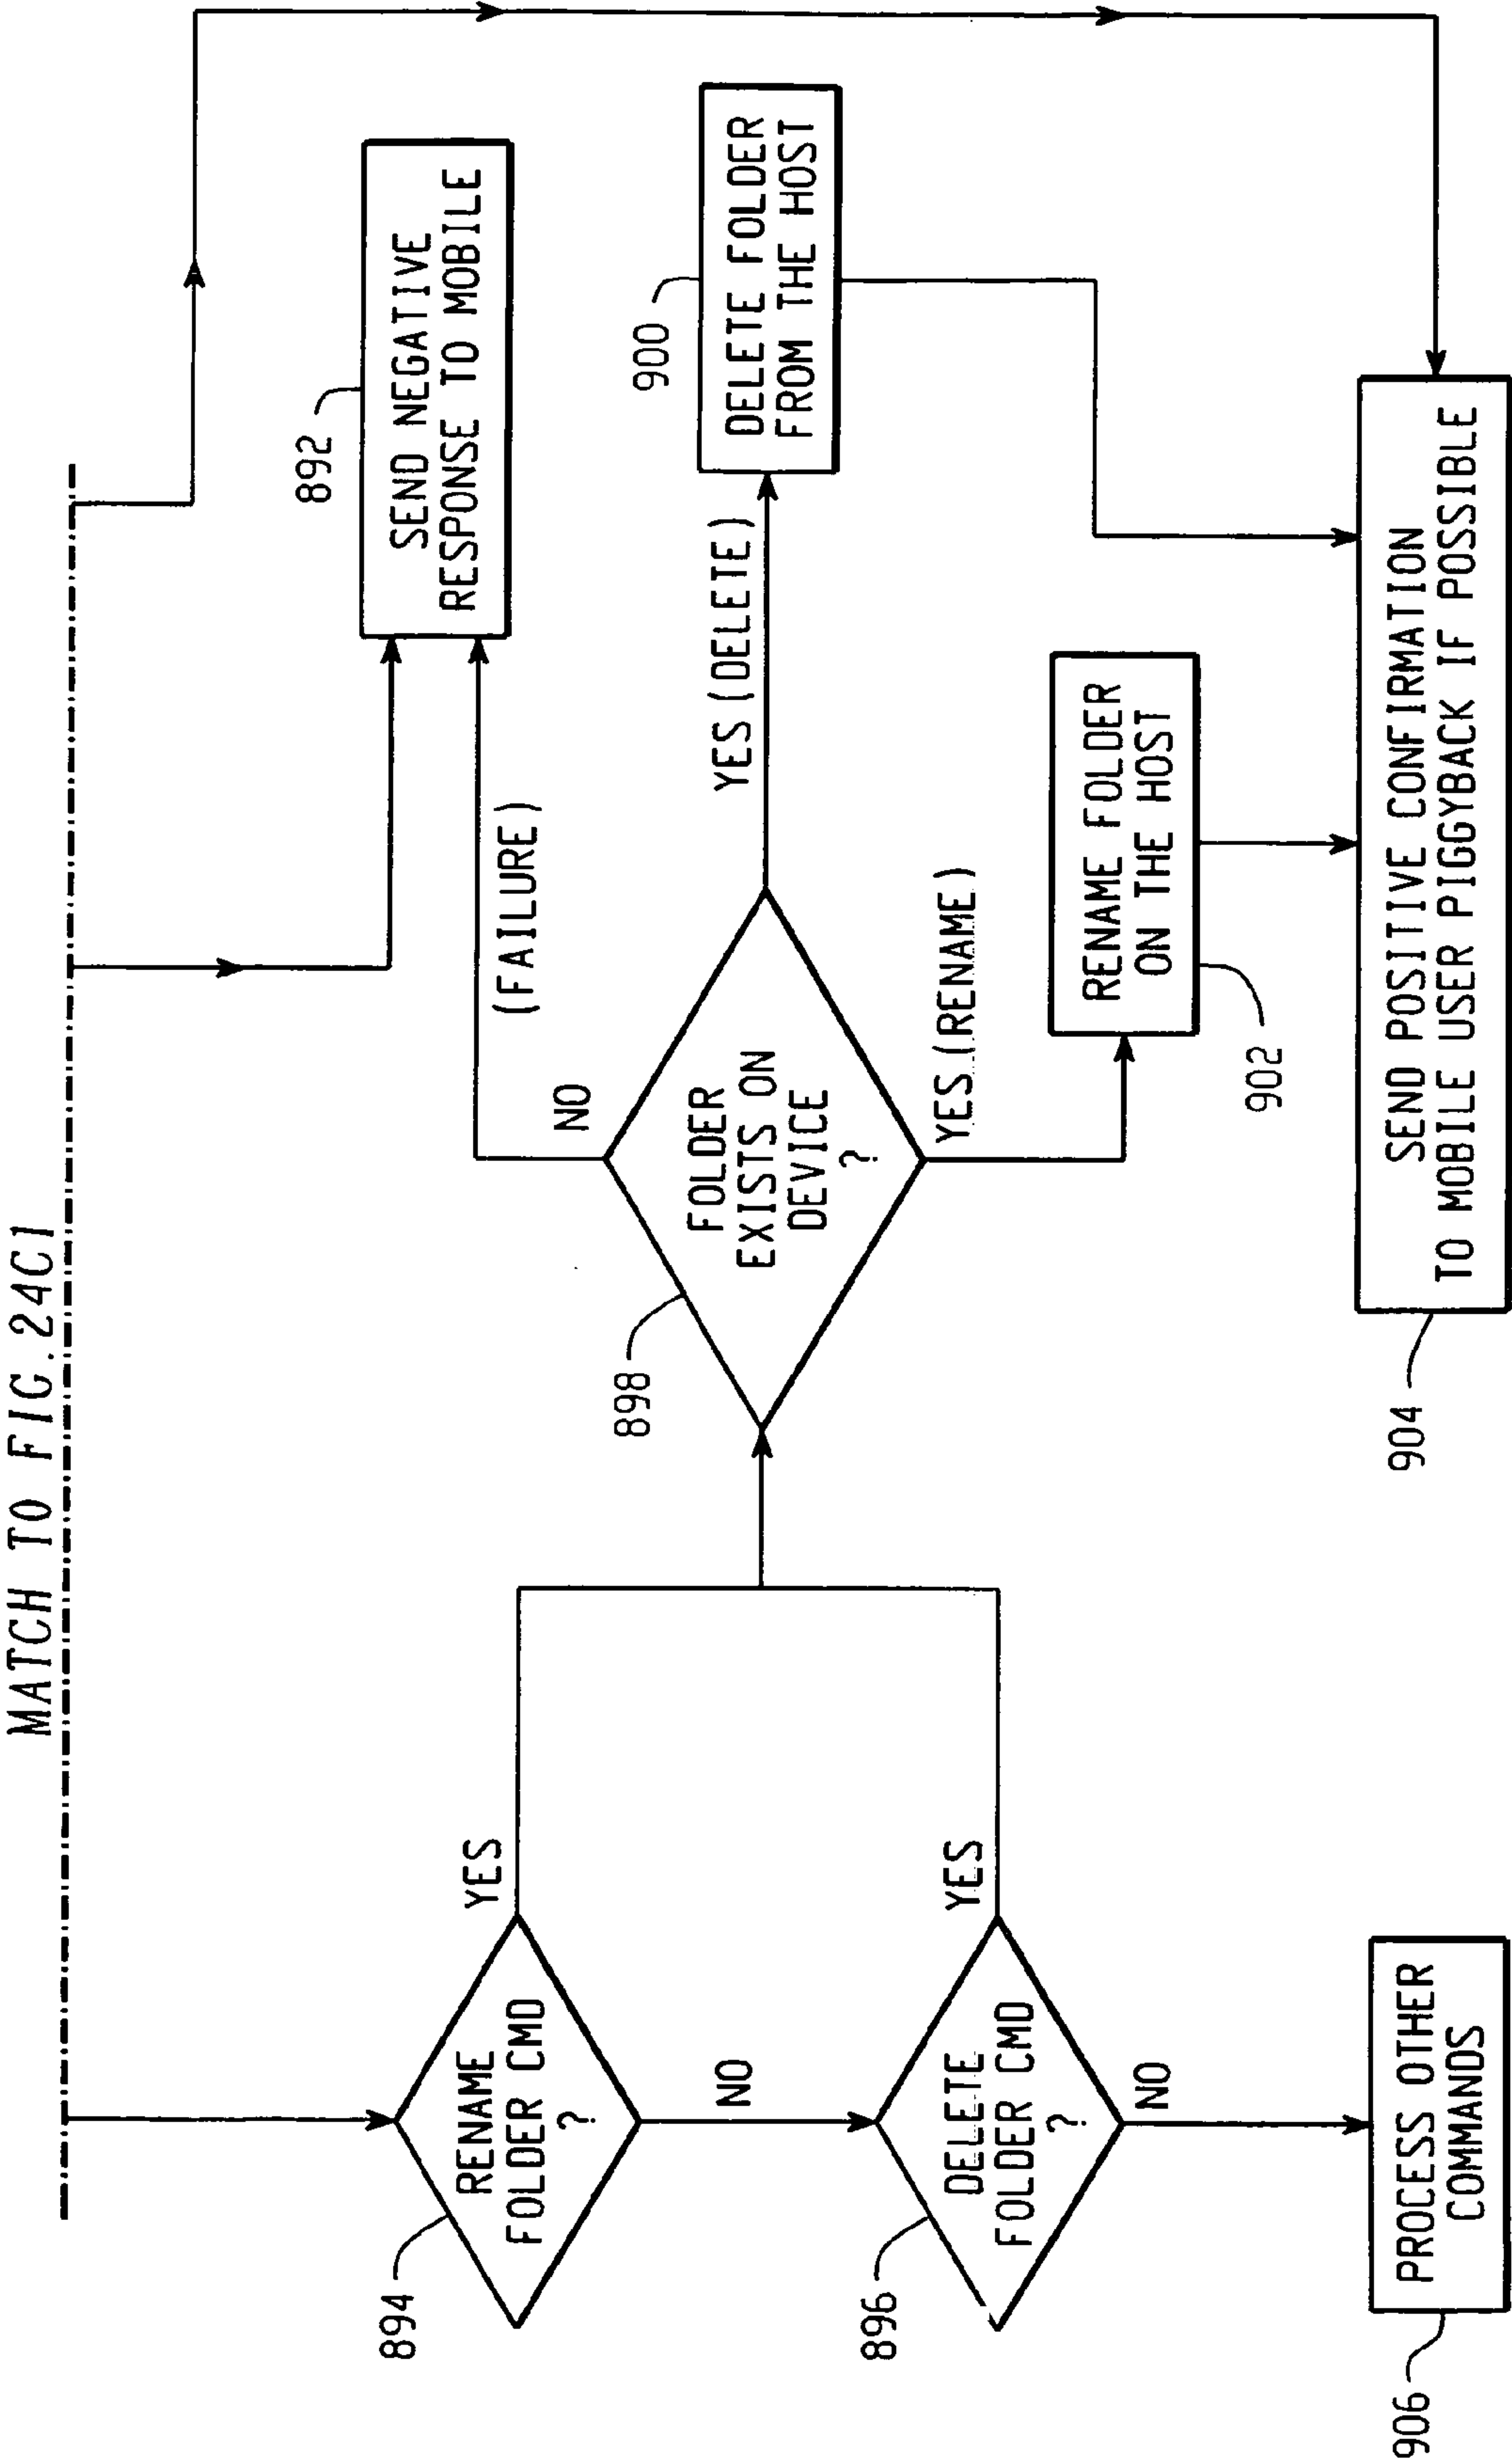 MATCH TO FIG.24C1
894
RENAME
FOLDER CMD
?
YES
NO
896
DELETE
FOLDER CMD
?
YES
NO
906
PROCESS OTHER
COMMANDS
898
FOLDER
EXISTS ON
DEVICE
?
NO
(FAILURE)
892
SEND NEGATIVE
RESPONSE TO MOBILE
YES (DELETE)
900
DELETE FOLDER
FROM THE HOST
YES (RENAME)
RENAME FOLDER
ON THE HOST
902
904
SEND POSITIVE CONFIRMATION
TO MOBILE USER PIGGYBACK IF POSSIBLE